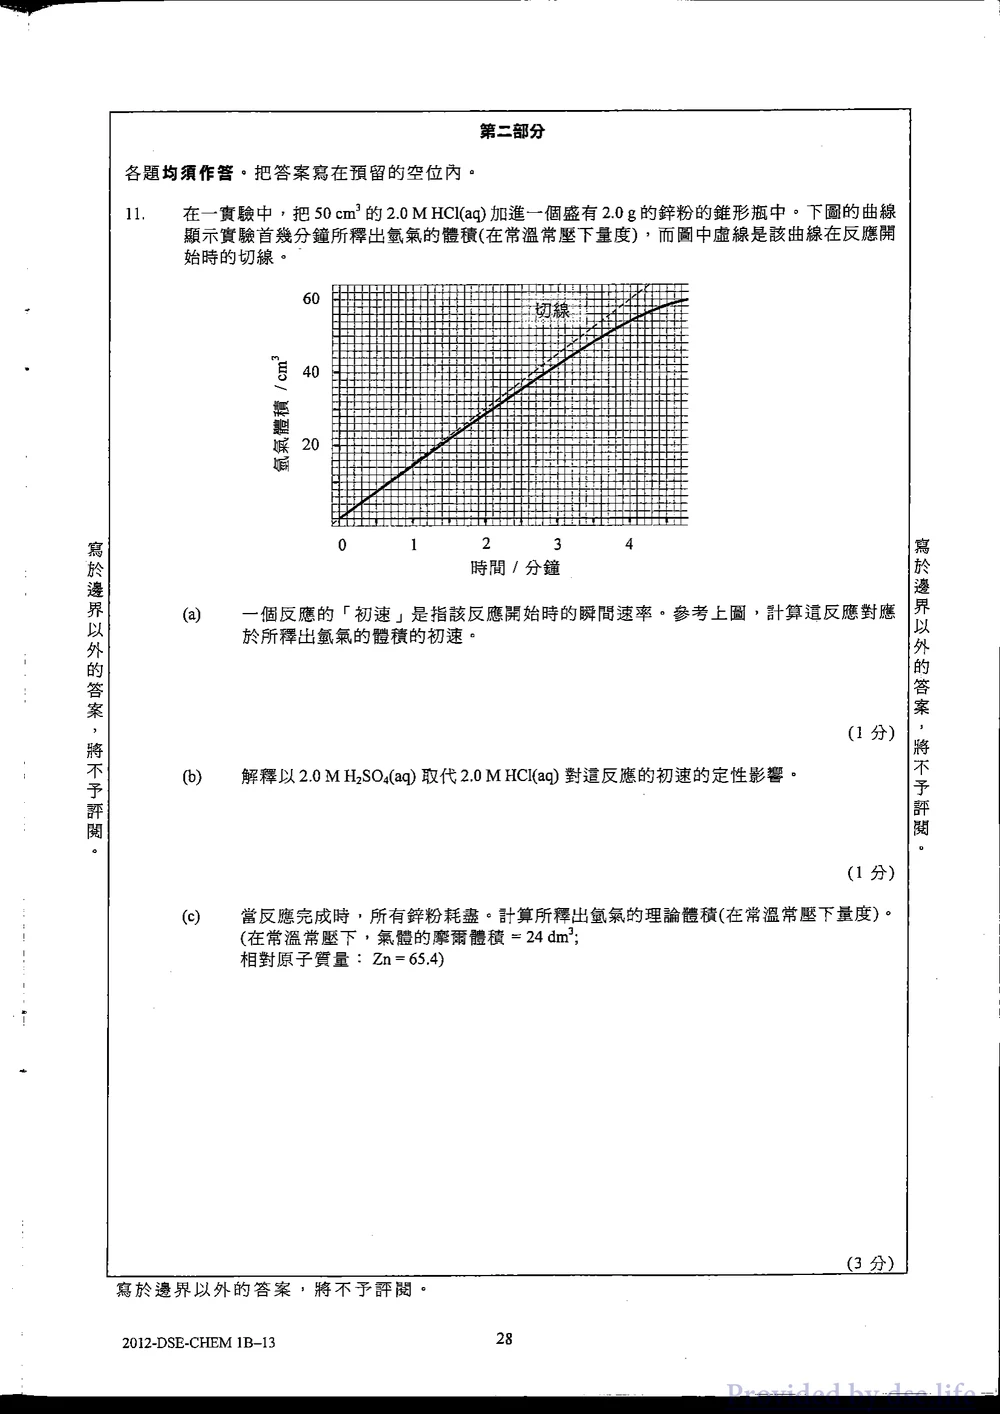 第二部分
各題均須作答。把答案寫在預留的空位內。
11. 在一實驗中，把 50 cm³ 的 2.0 M HCl(aq) 加進一個盛有 2.0 g 的鋅粉的錐形瓶中。下圖的曲線
顯示實驗首幾分鐘所釋出氫氣的體積(在常溫常壓下量度)，而圖中虛線是該曲線在反應開
始時的切線。
60
切線
40
20
氫氣體積 / cm³
0 1 2 3 4
時間 / 分鐘
(a) 一個反應的「初速」是指該反應開始時的瞬間速率。參考上圖，計算這反應對應
於所釋出氫氣的體積的初速。
(1 分)
(b) 解釋以 2.0 M H₂SO₄(aq) 取代 2.0 M HCl(aq) 對這反應的初速的定性影響。
(1 分)
(c) 當反應完成時，所有鋅粉耗盡。計算所釋出氫氣的理論體積(在常溫常壓下量度)。
(在常溫常壓下，氣體的摩爾體積 = 24 dm³;
相對原子質量： Zn = 65.4)
(3 分)
寫於邊界以外的答案，將不予評閱。
寫於邊界以外的答案，將不予評閱。
寫於邊界以外的答案，將不予評閱。
2012-DSE-CHEM 1B–13
28
Provided by dse.life